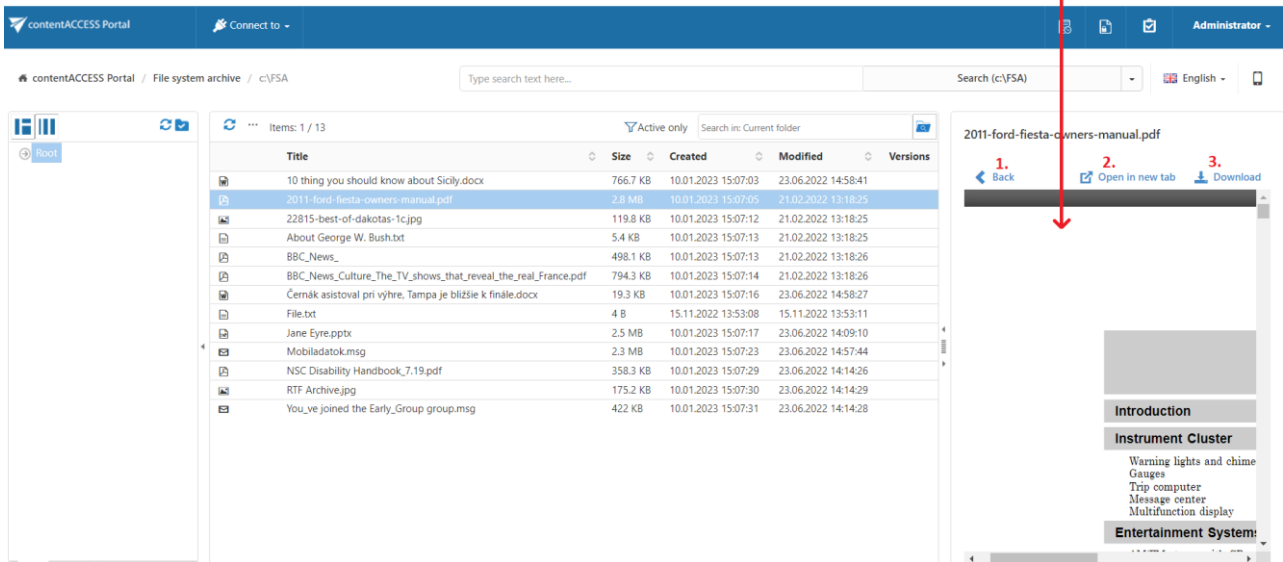 contentACCESS Portal Connect to Administrator
contentACCESS Portal / File system archive / c:\FSA Type search text here... Search (c:\FSA) English
Items: 1 / 13 Active only Search in: Current folder
2011-ford-fiesta-owners-manual.pdf
Root
Title Size Created Modified Versions
1. 2. 3.
Back Open in new tab Download
10 thing you should know about Sicily.docx 766.7 KB 10.01.2023 15:07:03 23.06.2022 14:58:41
2011-ford-fiesta-owners-manual.pdf 2.8 MB 10.01.2023 15:07:05 21.02.2022 13:18:25
22815-best-of-dakotas-1c.jpg 119.8 KB 10.01.2023 15:07:12 21.02.2022 13:18:25
About George W. Bush.txt 5.4 KB 10.01.2023 15:07:13 21.02.2022 13:18:25
BBC_News_ 498.1 KB 10.01.2023 15:07:13 21.02.2022 13:18:26
BBC_News_Culture_The_TV_shows_that_reveal_the_real_France.pdf 794.3 KB 10.01.2023 15:07:14 21.02.2022 13:18:26
Černák asistoval pri výhre, Tampa je bližšie k finále.docx 19.3 KB 10.01.2023 15:07:16 23.06.2022 14:58:27
File.txt 4 B 15.11.2022 13:53:08 15.11.2022 13:53:11
Jane Eyre.pptx 2.5 MB 10.01.2023 15:07:17 23.06.2022 14:09:10
Mobiladatok.msg 2.3 MB 10.01.2023 15:07:23 23.06.2022 14:57:44
NSC Disability Handbook_7.19.pdf 358.3 KB 10.01.2023 15:07:29 23.06.2022 14:14:26
RTF Archive.jpg 175.2 KB 10.01.2023 15:07:30 23.06.2022 14:14:29
You_ve joined the Early_Group group.msg 422 KB 10.01.2023 15:07:31 23.06.2022 14:14:28
Introduction
Instrument Cluster
Warning lights and chime
Gauges
Trip computer
Message center
Multifunction display
Entertainment Systems